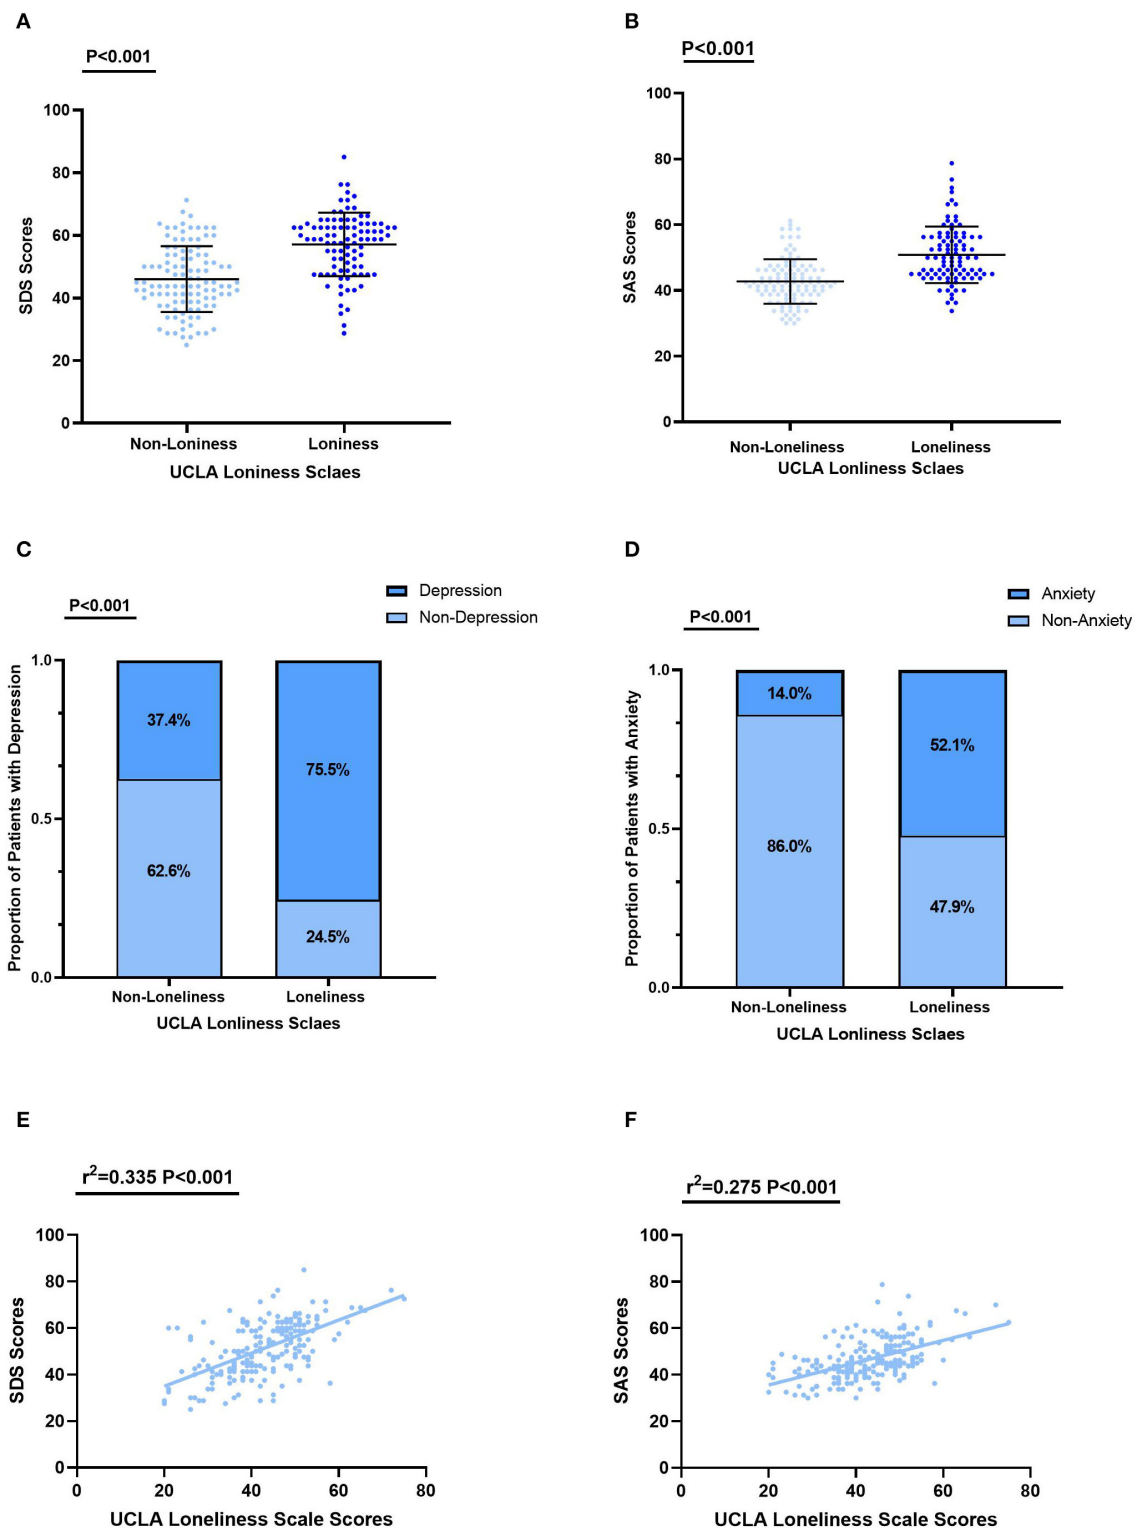 A
P<0.001
100
80
60
40
20
0
SDS Scores
Non-Loniness Loniness
UCLA Loniness Sclaes
B
P<0.001
100
80
60
40
20
0
SAS Scores
Non-Loneliness Loneliness
UCLA Lonliness Sclaes
C
Depression
Non-Depression
P<0.001
1.0
0.5
0.0
Proportion of Patients with Depression
37.4%
62.6%
75.5%
24.5%
Non-Loneliness Loneliness
UCLA Lonliness Sclaes
D
Anxiety
Non-Anxiety
P<0.001
1.0
0.5
0.0
Proportion of Patients with Anxiety
14.0%
86.0%
52.1%
47.9%
Non-Loneliness Loneliness
UCLA Lonliness Sclaes
E
r²=0.335 P<0.001
100
80
60
40
20
0
SDS Scores
0 20 40 60 80
UCLA Loneliness Scale Scores
F
r²=0.275 P<0.001
100
80
60
40
20
0
SAS Scores
0 20 40 60 80
UCLA Loneliness Scale Scores